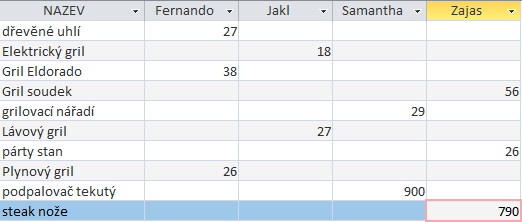 NAZEV Fernando Jakl Samantha Zajas
dřevěné uhlí 27
Elektrický gril 18
Gril Eldorado 38
Gril soudek 56
grilovací nářadí 29
Lávový gril 27
párty stan 26
Plynový gril 26
podpalovač tekutý 900
steak nože 790